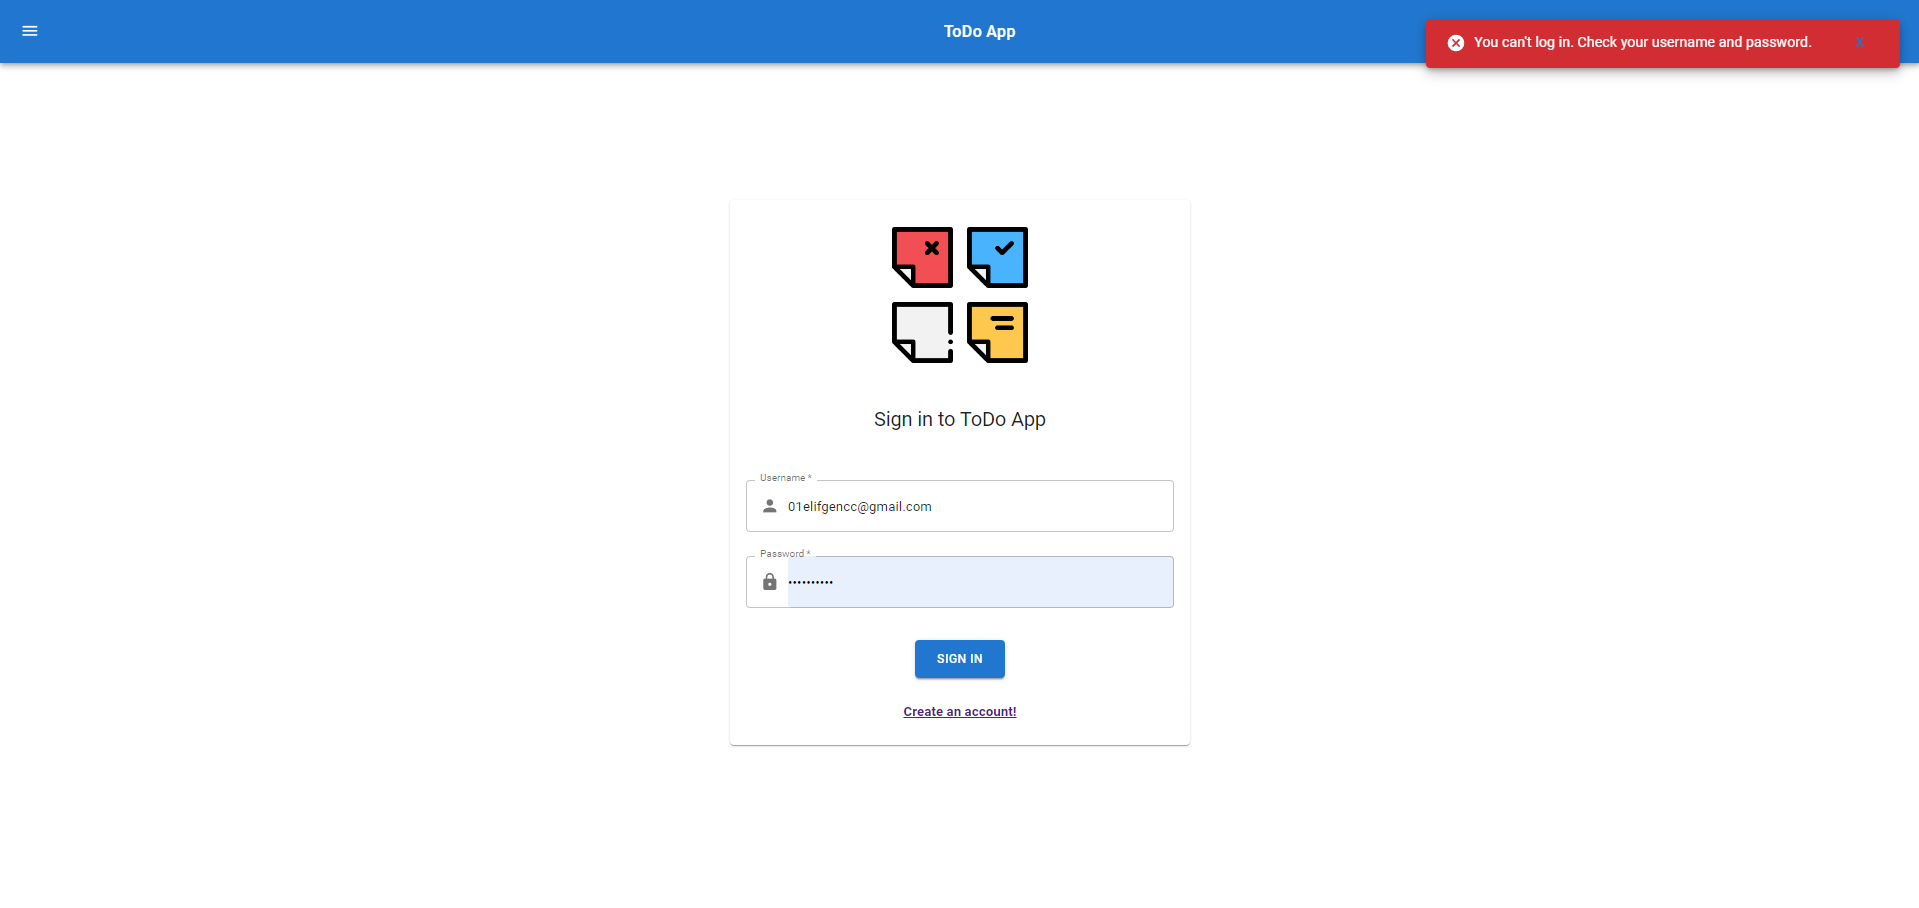 ToDo App
You can't log in. Check your username and password.
X
Sign in to ToDo App
Username *
01elifgencc@gmail.com
Password *
••••••••••
SIGN IN
Create an account!